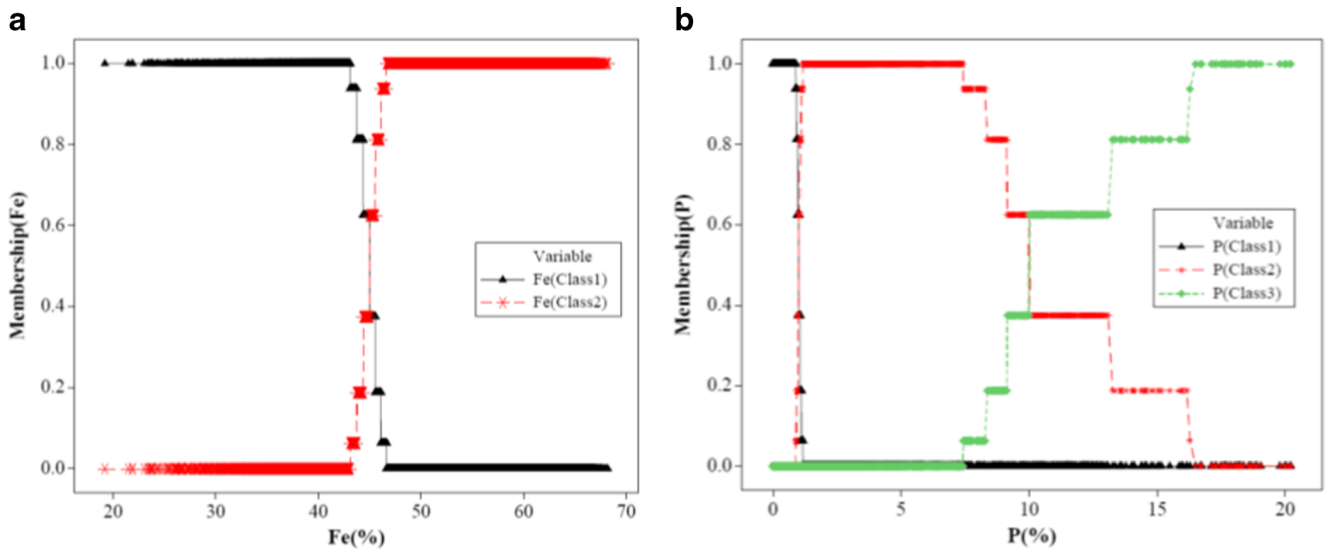 a
Membership(Fe)
1.0
0.8
0.6
0.4
0.2
0.0
20 30 40 50 60 70
Fe(%)
Variable
Fe(Class1)
Fe(Class2)
b
Membership(P)
1.0
0.8
0.6
0.4
0.2
0.0
0 5 10 15 20
P(%)
Variable
P(Class1)
P(Class2)
P(Class3)